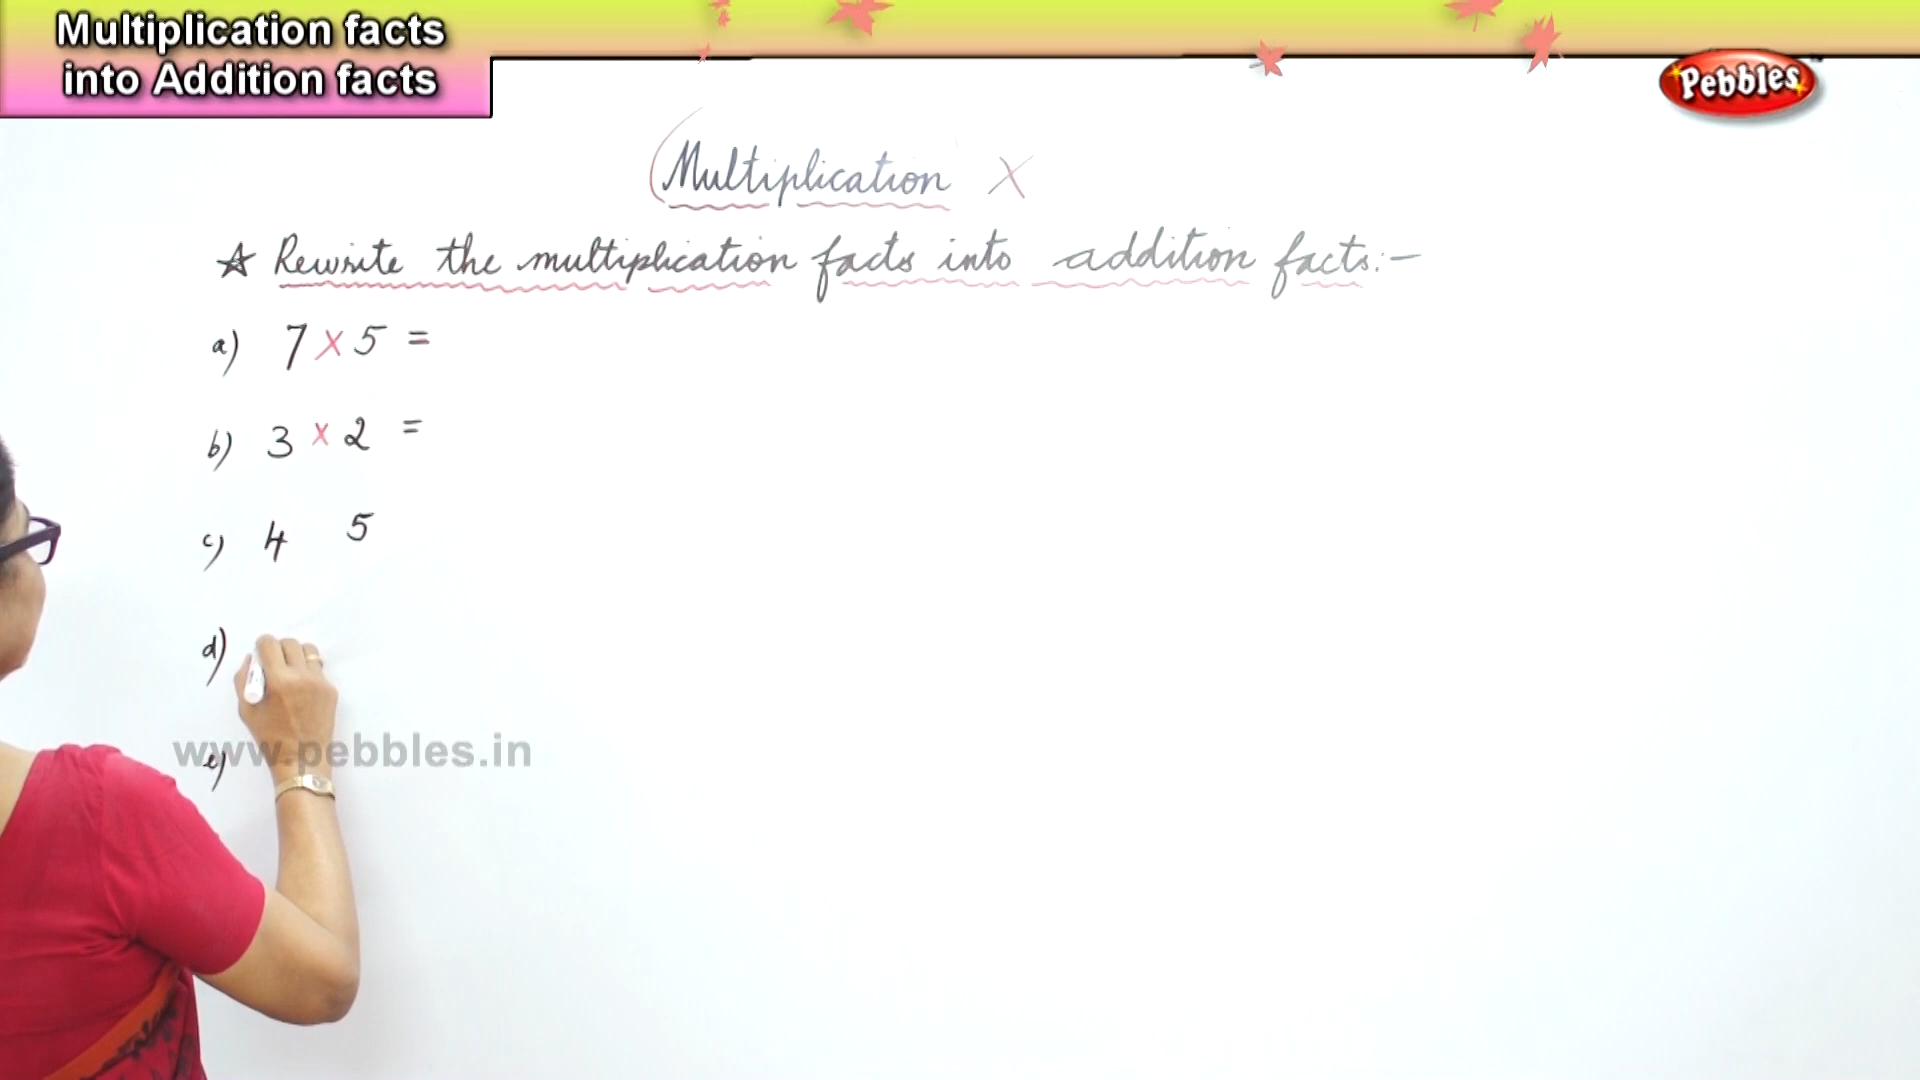 Multiplication facts
into Addition facts
Pebbles
Multiplication X
☆ Rewrite the multiplication facts into addition facts:-
a) 7 x 5 =
b) 3 x 2 =
c) 4 5
d)
www.pebbles.in
e)